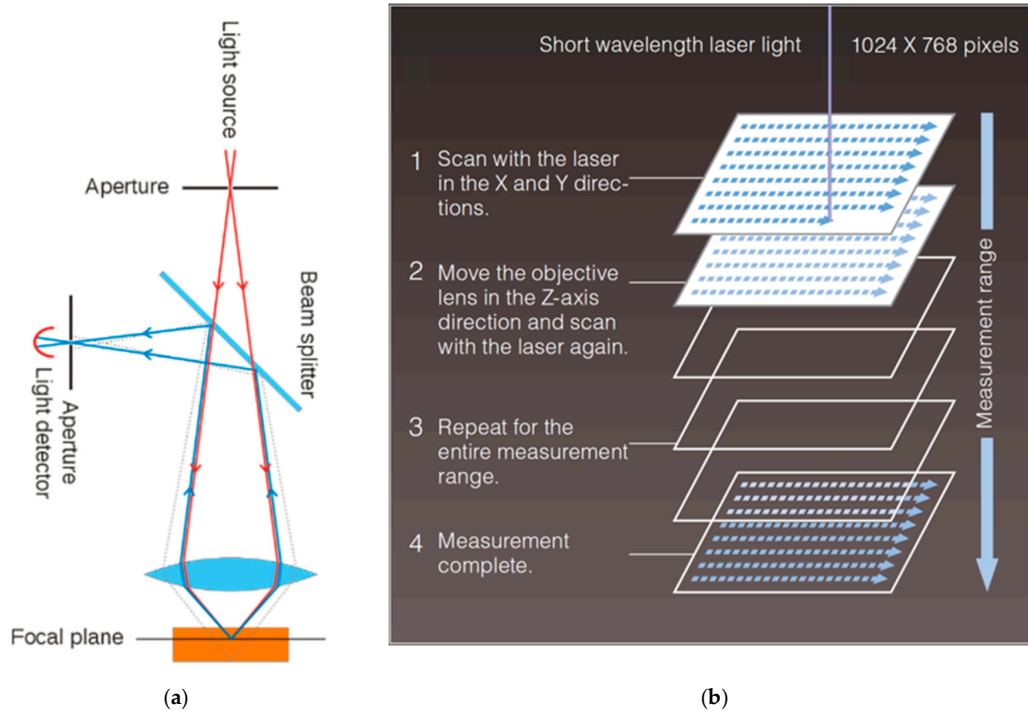 Light source
Aperture
Beam splitter
Aperture
Light detector
Focal plane
(a)
Short wavelength laser light
1024 X 768 pixels
1 Scan with the laser
in the X and Y direc-
tions.
2 Move the objective
lens in the Z-axis
direction and scan
with the laser again.
3 Repeat for the
entire measurement
range.
4 Measurement
complete.
Measurement range
(b)